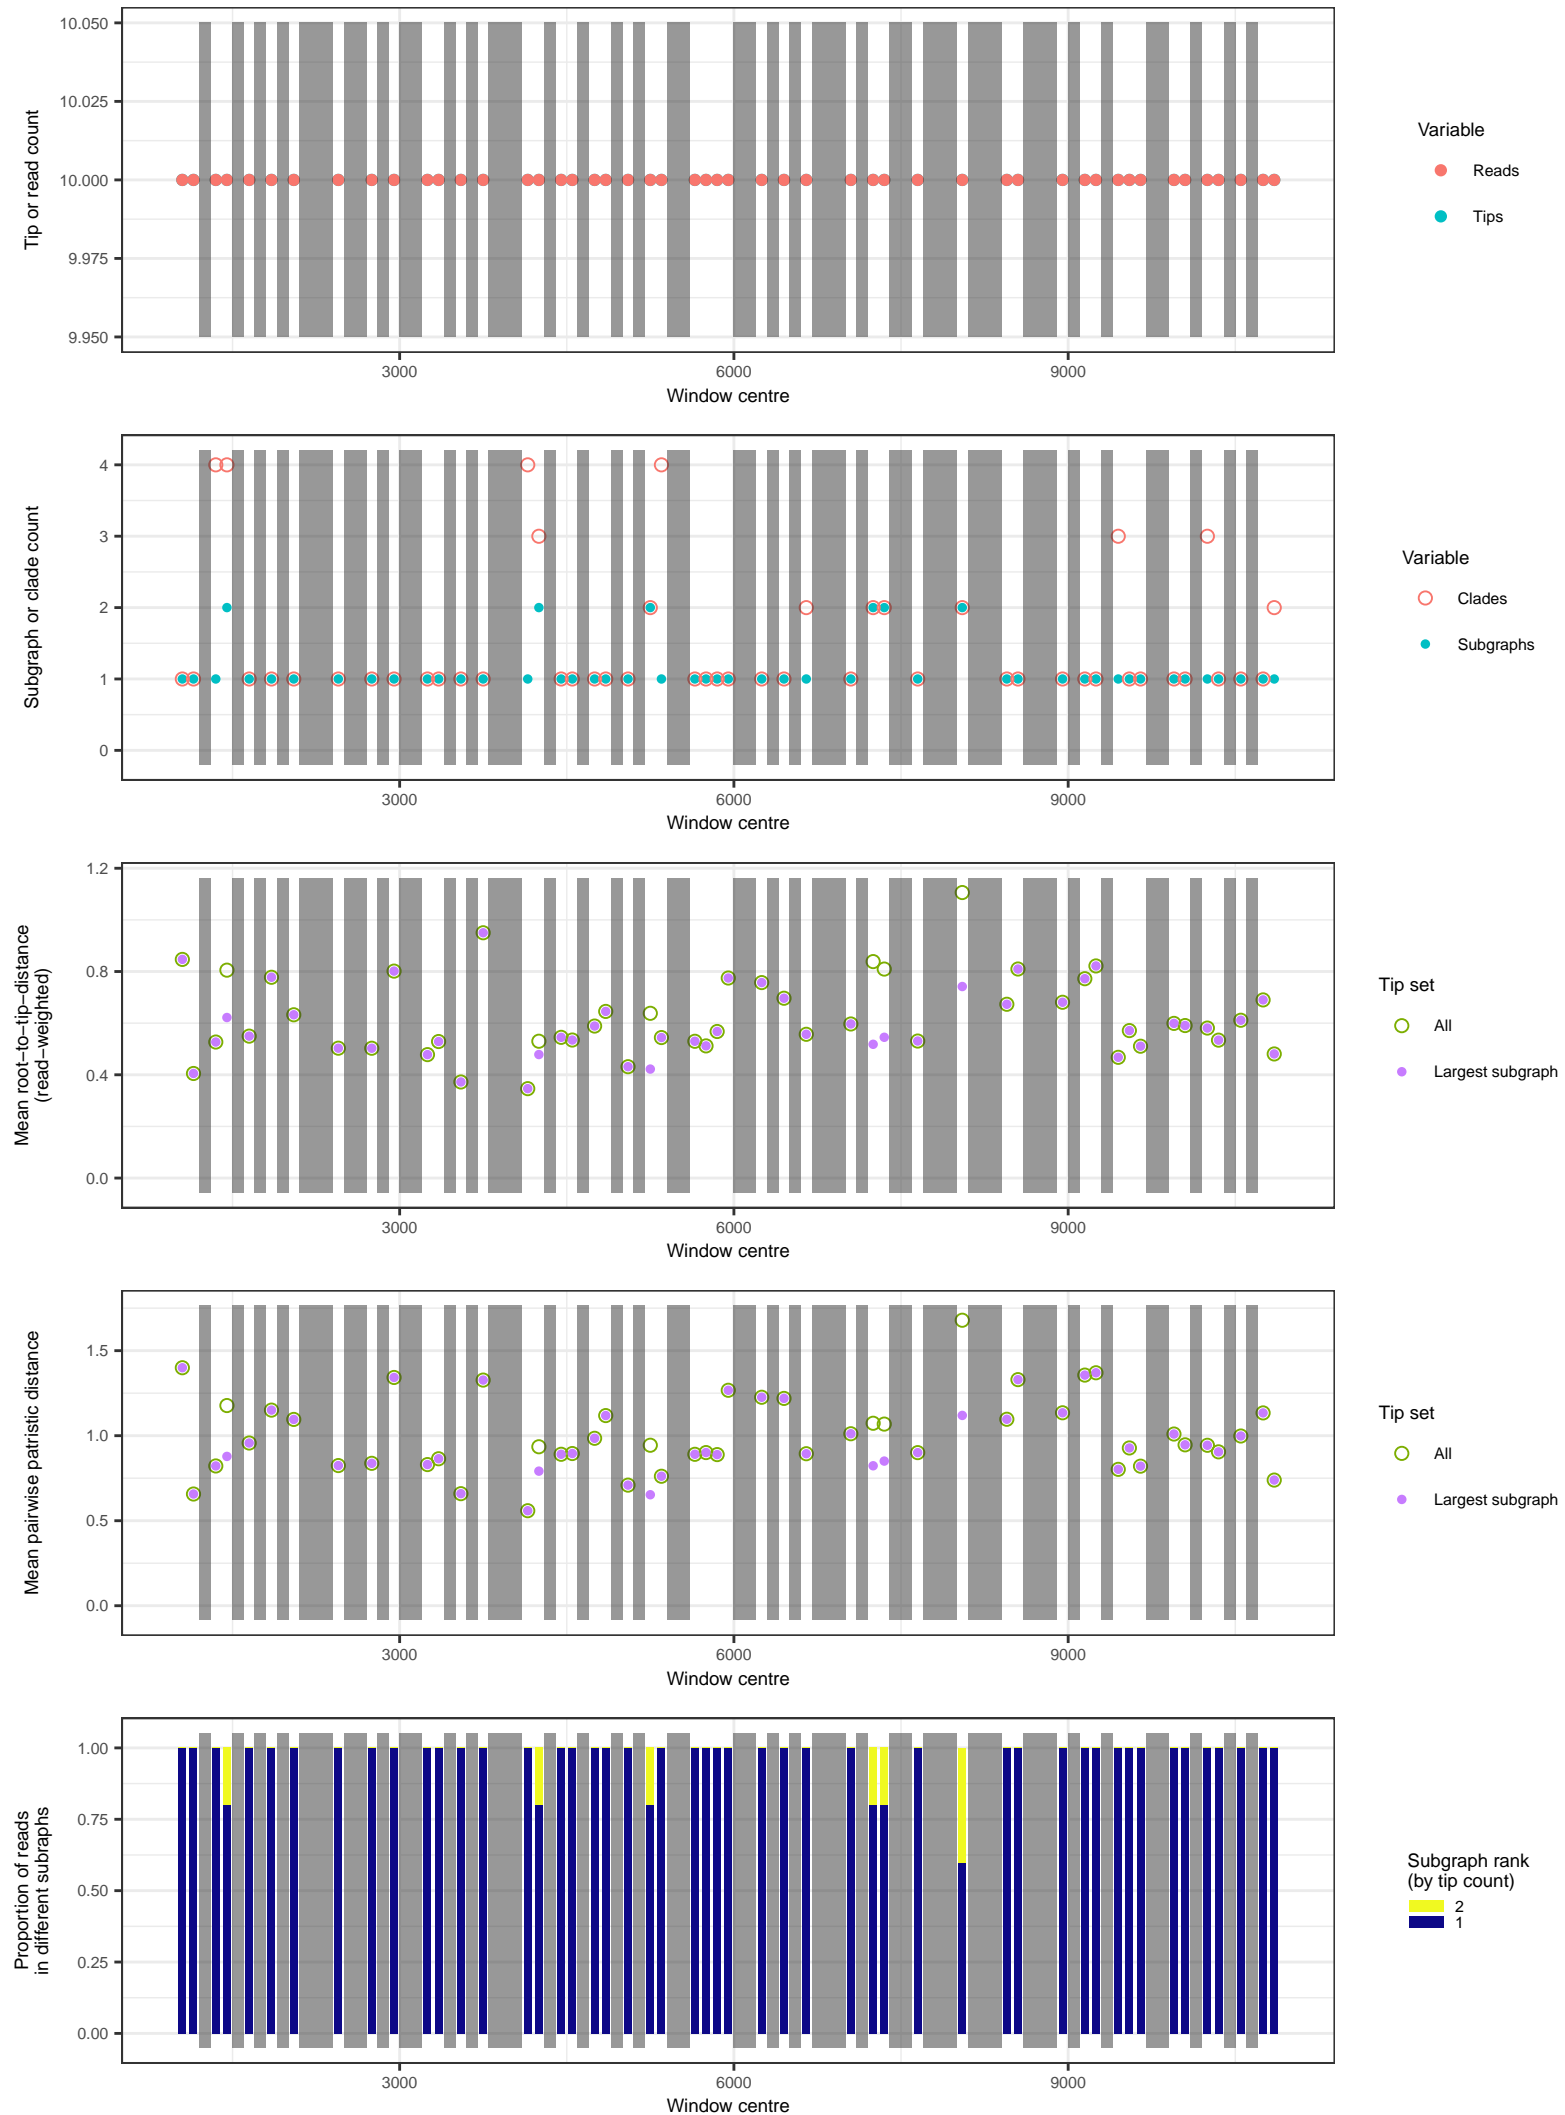 10.050
10.025
10.000
9.975
9.950
Tip or read count
3000
6000
9000
Window centre
Variable
Reads
Tips
4
3
2
1
0
Subgraph or clade count
3000
6000
9000
Window centre
Variable
Clades
Subgraphs
1.2
0.8
0.4
0.0
Mean root−to−tip−distance
(read−weighted)
3000
6000
9000
Window centre
Tip set
All
Largest subgraph
1.5
1.0
0.5
0.0
Mean pairwise patristic distance
3000
6000
9000
Window centre
Tip set
All
Largest subgraph
1.00
0.75
0.50
0.25
0.00
Proportion of reads
in different subraphs
3000
6000
9000
Window centre
Subgraph rank
(by tip count)
2
1